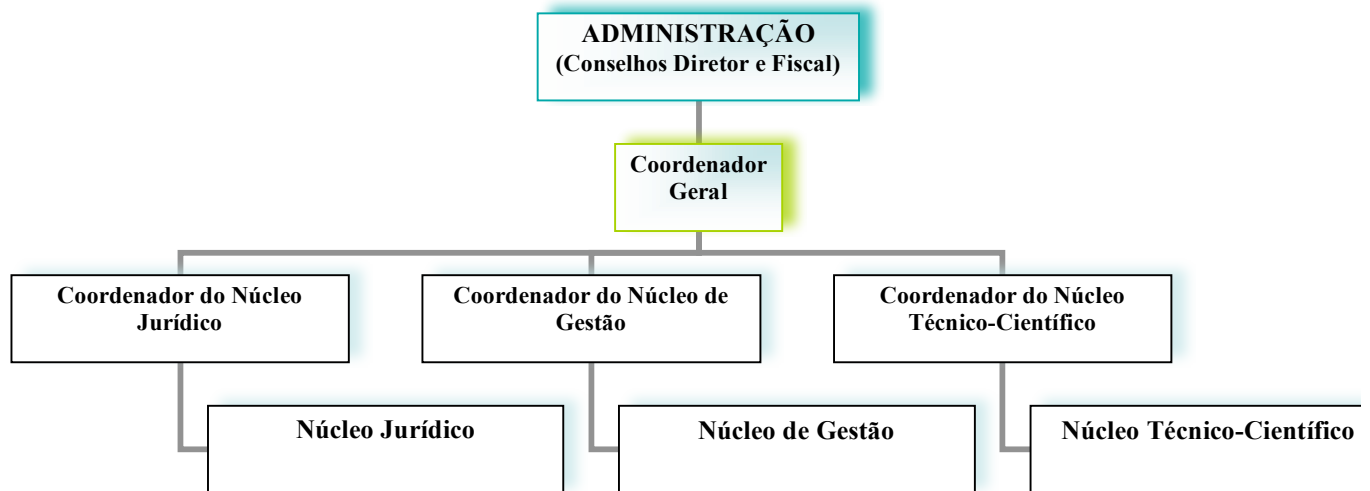 ADMINISTRAÇÃO
(Conselhos Diretor e Fiscal)
Coordenador
Geral
Coordenador do Núcleo
Jurídico
Coordenador do Núcleo de
Gestão
Coordenador do Núcleo
Técnico-Científico
Núcleo Jurídico
Núcleo de Gestão
Núcleo Técnico-Científico